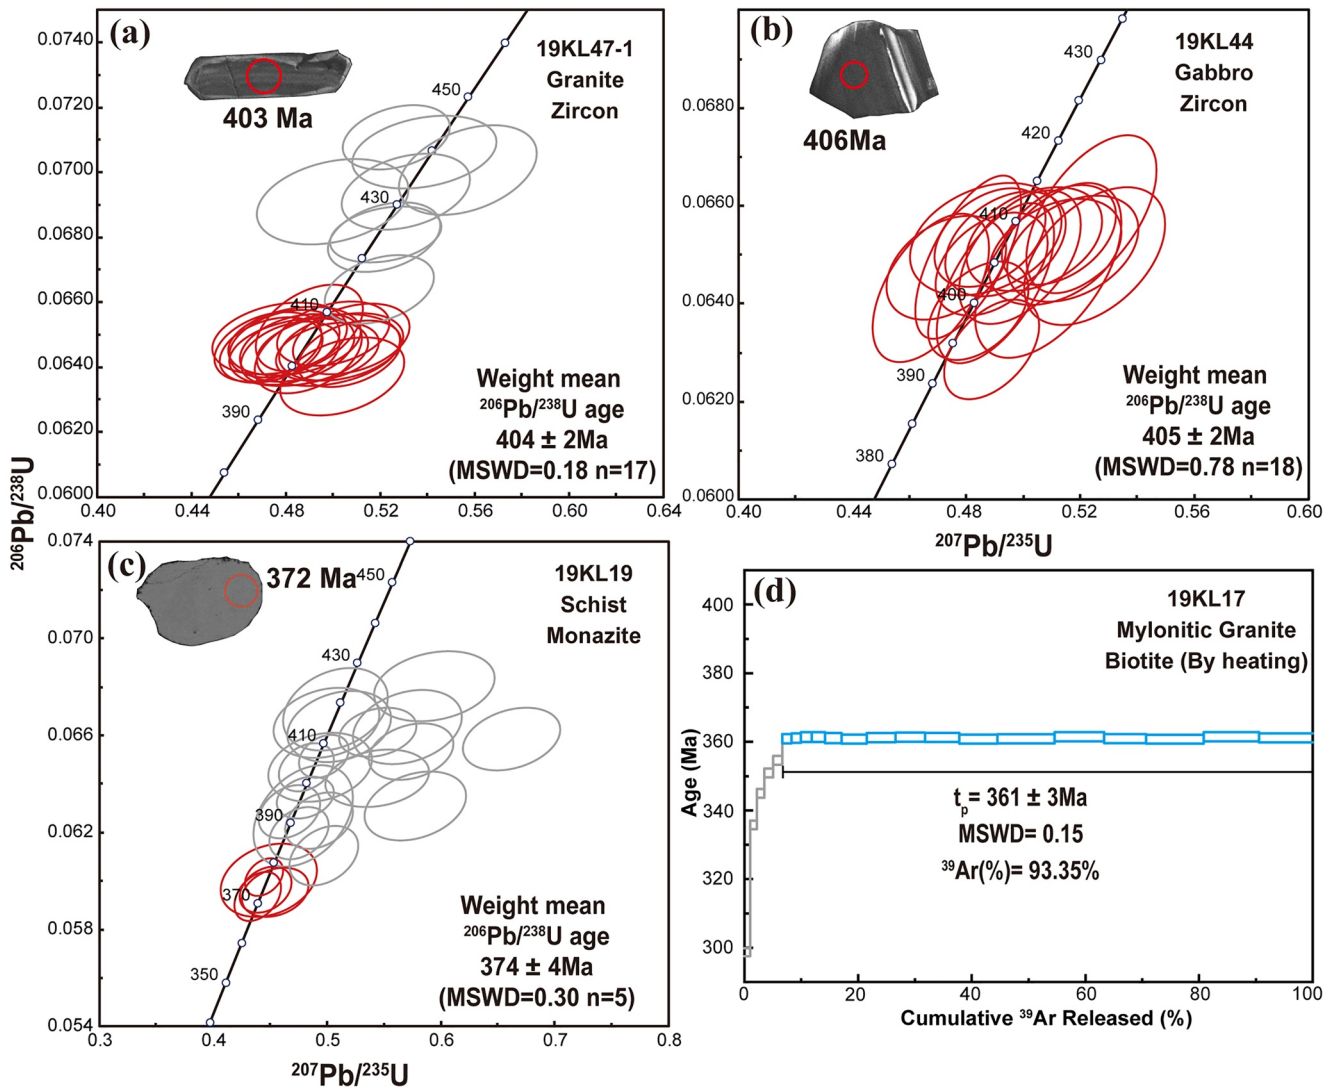 (a)
19KL47-1
Granite
Zircon
403 Ma
450
430
410
390
Weight mean
206Pb/238U age
404 ± 2Ma
(MSWD=0.18 n=17)
0.0740
0.0720
0.0700
0.0680
0.0660
0.0640
0.0620
0.0600
0.40
0.44
0.48
0.52
0.56
0.60
0.64
(b)
19KL44
Gabbro
Zircon
406Ma
430
420
410
400
390
380
Weight mean
206Pb/238U age
405 ± 2Ma
(MSWD=0.78 n=18)
0.0680
0.0660
0.0640
0.0620
0.0600
0.40
0.44
0.48
0.52
0.56
0.60
207Pb/235U
206Pb/238U
(c)
372 Ma
19KL19
Schist
Monazite
450
430
410
390
370
350
Weight mean
206Pb/238U age
374 ± 4Ma
(MSWD=0.30 n=5)
0.074
0.070
0.066
0.062
0.058
0.054
0.3
0.4
0.5
0.6
0.7
0.8
207Pb/235U
(d)
19KL17
Mylonitic Granite
Biotite (By heating)
tp = 361 ± 3Ma
MSWD= 0.15
39Ar(%)= 93.35%
Age (Ma)
400
380
360
340
320
300
0
20
40
60
80
100
Cumulative 39Ar Released (%)